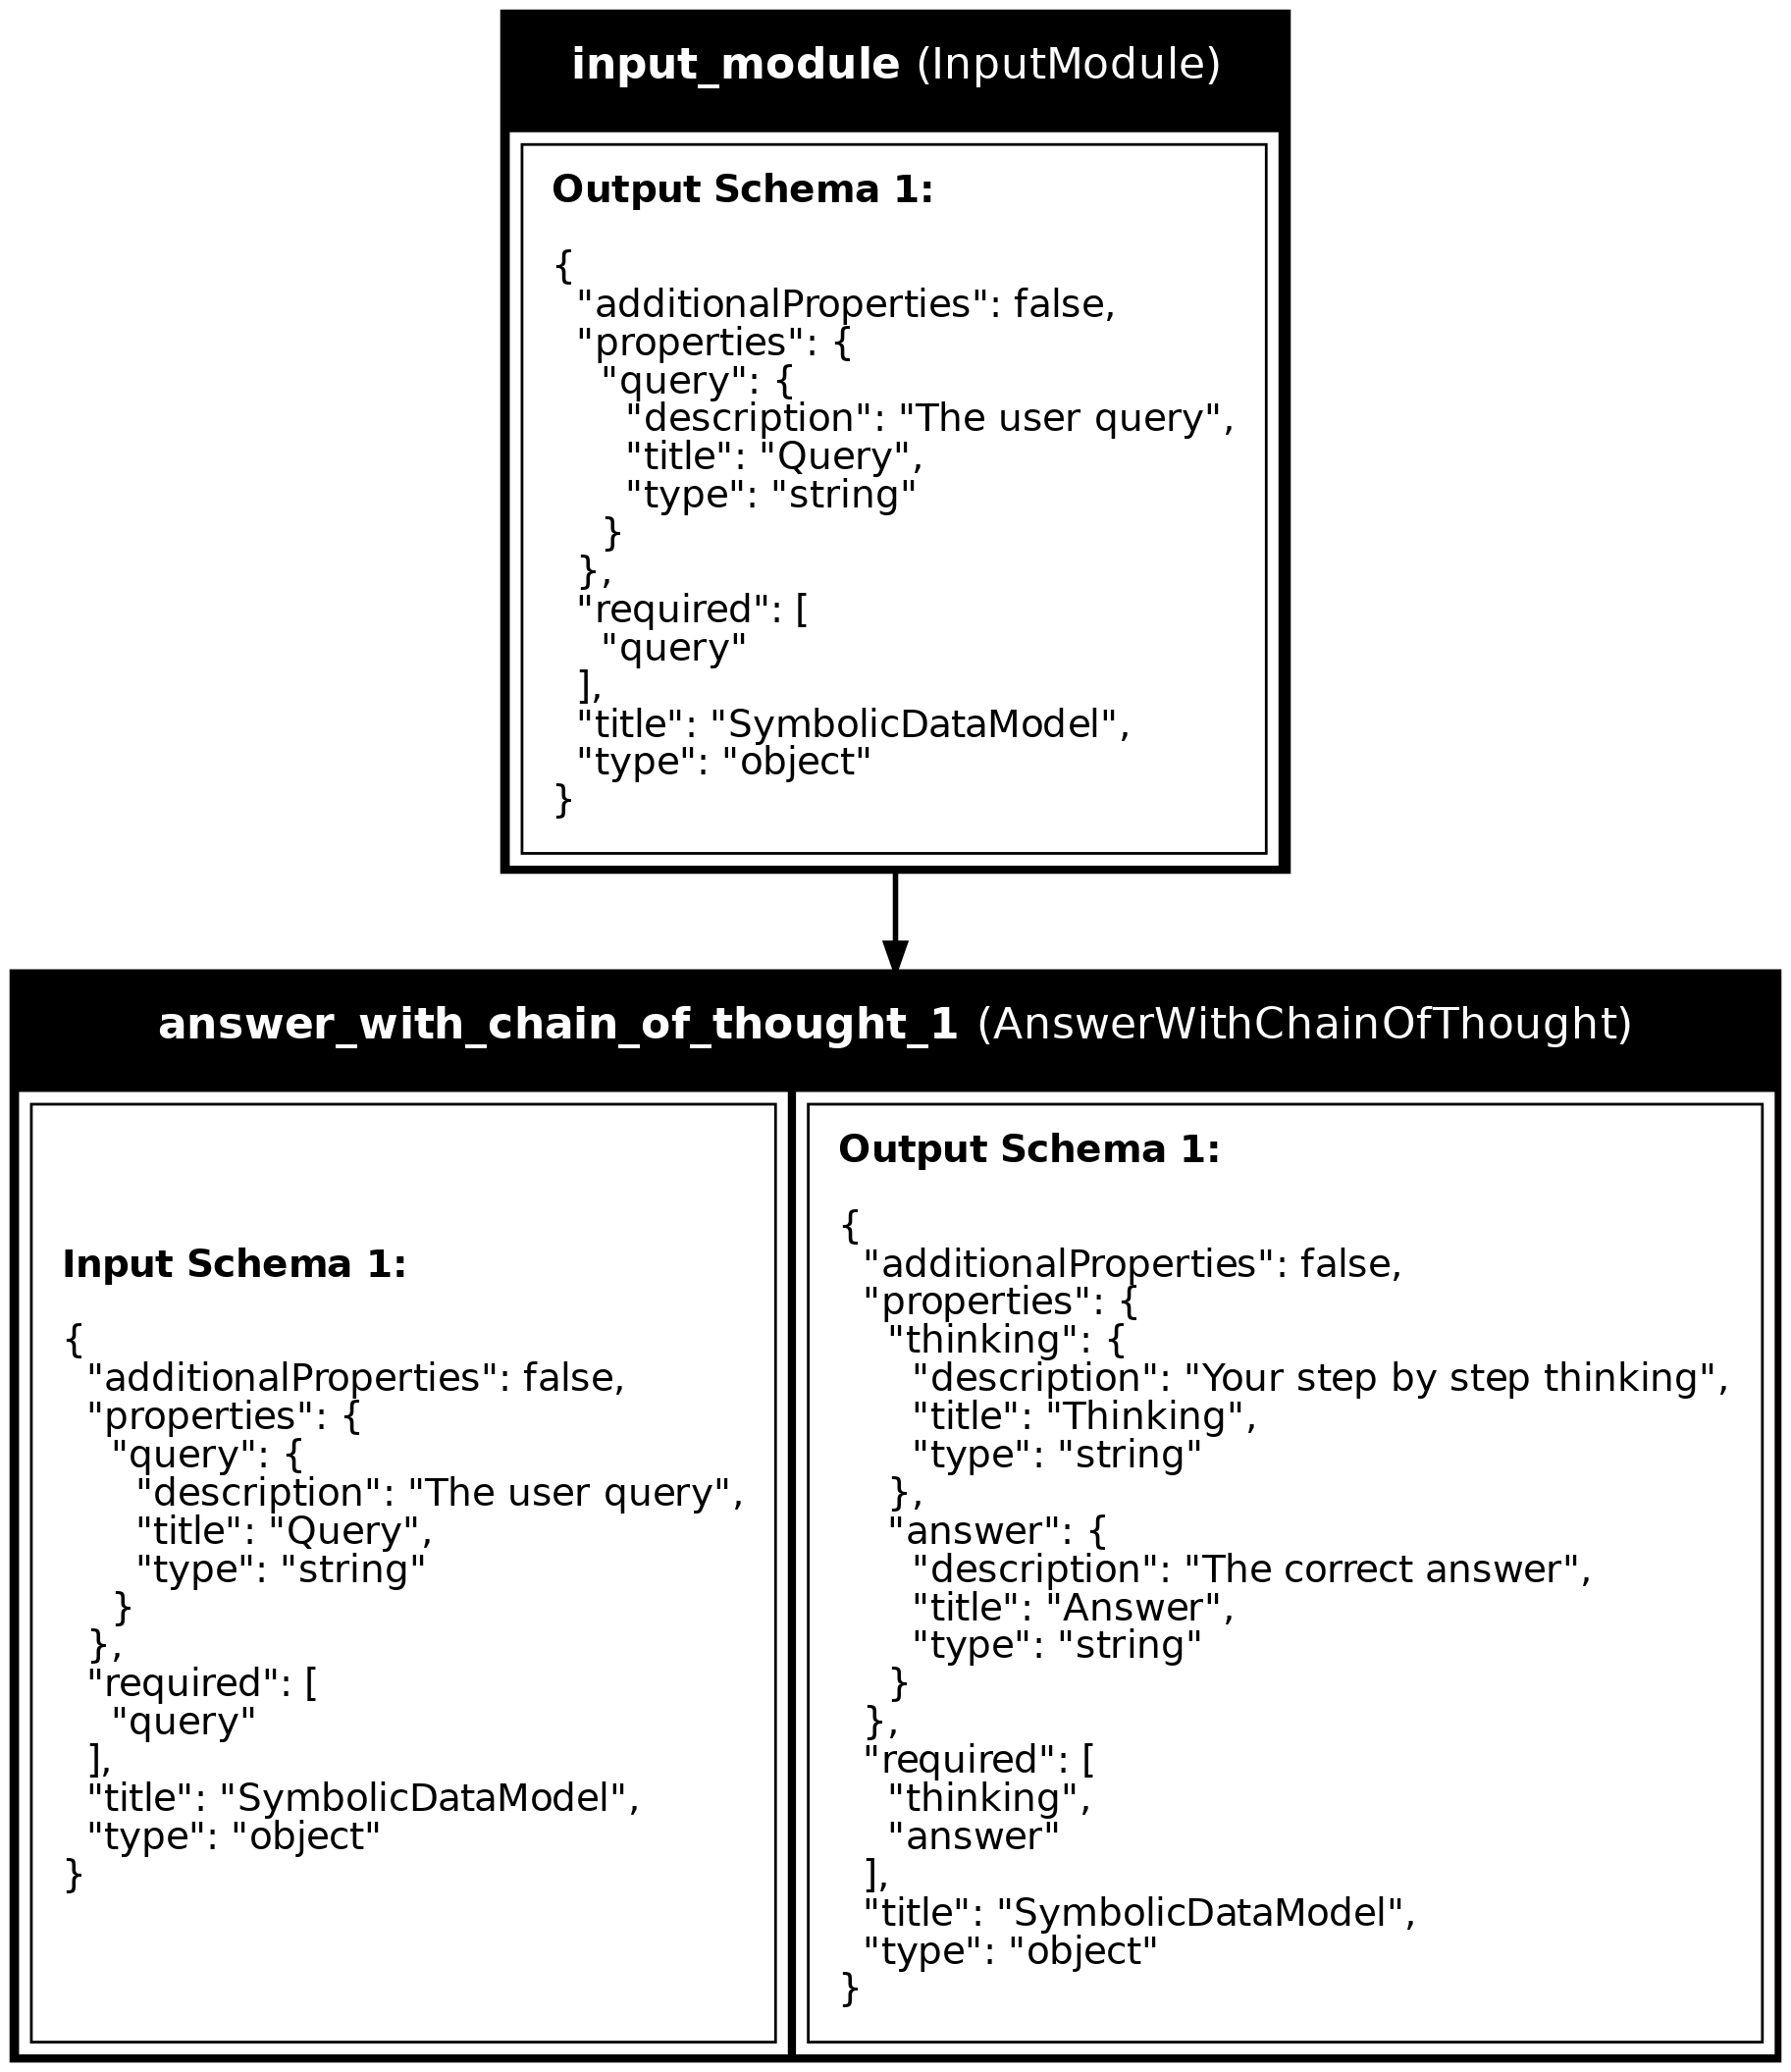 input_module (InputModule)
Output Schema 1:
{
  "additionalProperties": false,
  "properties": {
    "query": {
      "description": "The user query",
      "title": "Query",
      "type": "string"
    }
  },
  "required": [
    "query"
  ],
  "title": "SymbolicDataModel",
  "type": "object"
}
answer_with_chain_of_thought_1 (AnswerWithChainOfThought)
Input Schema 1:
{
  "additionalProperties": false,
  "properties": {
    "query": {
      "description": "The user query",
      "title": "Query",
      "type": "string"
    }
  },
  "required": [
    "query"
  ],
  "title": "SymbolicDataModel",
  "type": "object"
}
Output Schema 1:
{
  "additionalProperties": false,
  "properties": {
    "thinking": {
      "description": "Your step by step thinking",
      "title": "Thinking",
      "type": "string"
    },
    "answer": {
      "description": "The correct answer",
      "title": "Answer",
      "type": "string"
    }
  },
  "required": [
    "thinking",
    "answer"
  ],
  "title": "SymbolicDataModel",
  "type": "object"
}